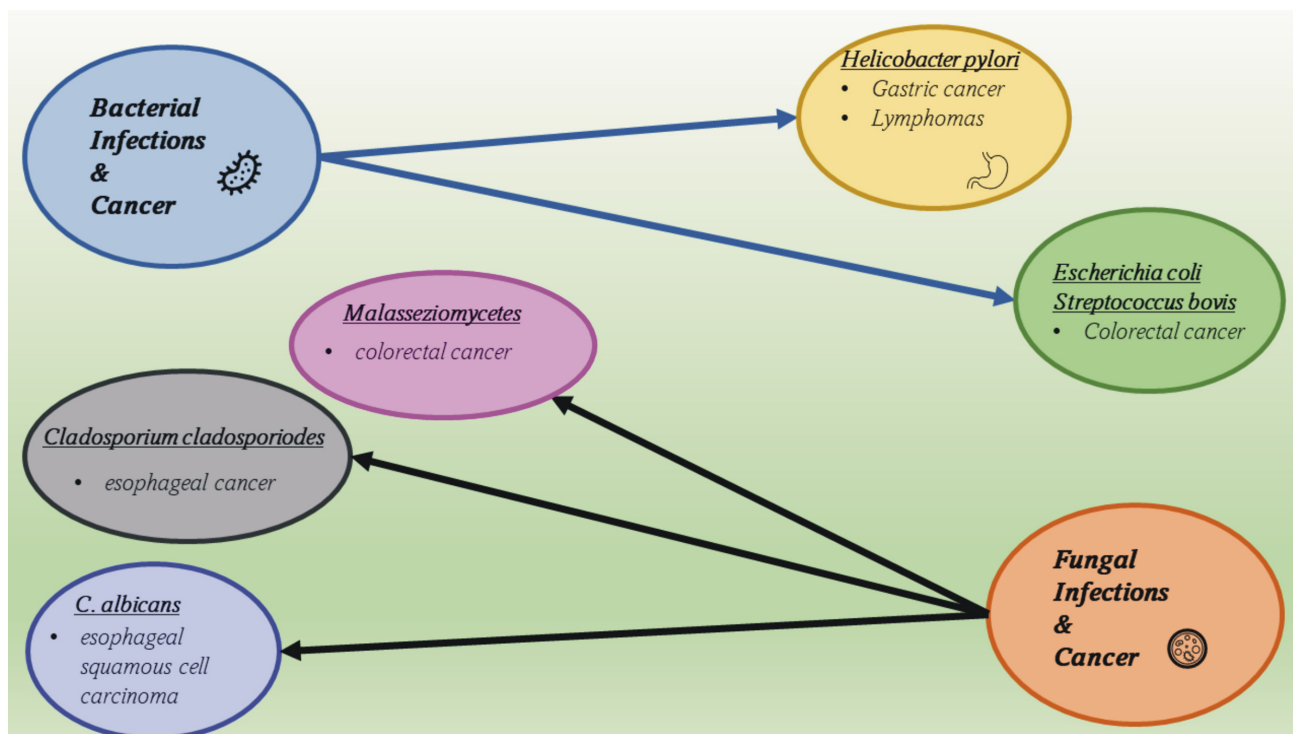 Bacterial
Infections
&
Cancer
Helicobacter pylori
• Gastric cancer
• Lymphomas
Escherichia coli
Streptococcus bovis
• Colorectal cancer
Malasseziomycetes
• colorectal cancer
Cladosporium cladosporiodes
• esophageal cancer
C. albicans
• esophageal
squamous cell
carcinoma
Fungal
Infections
&
Cancer